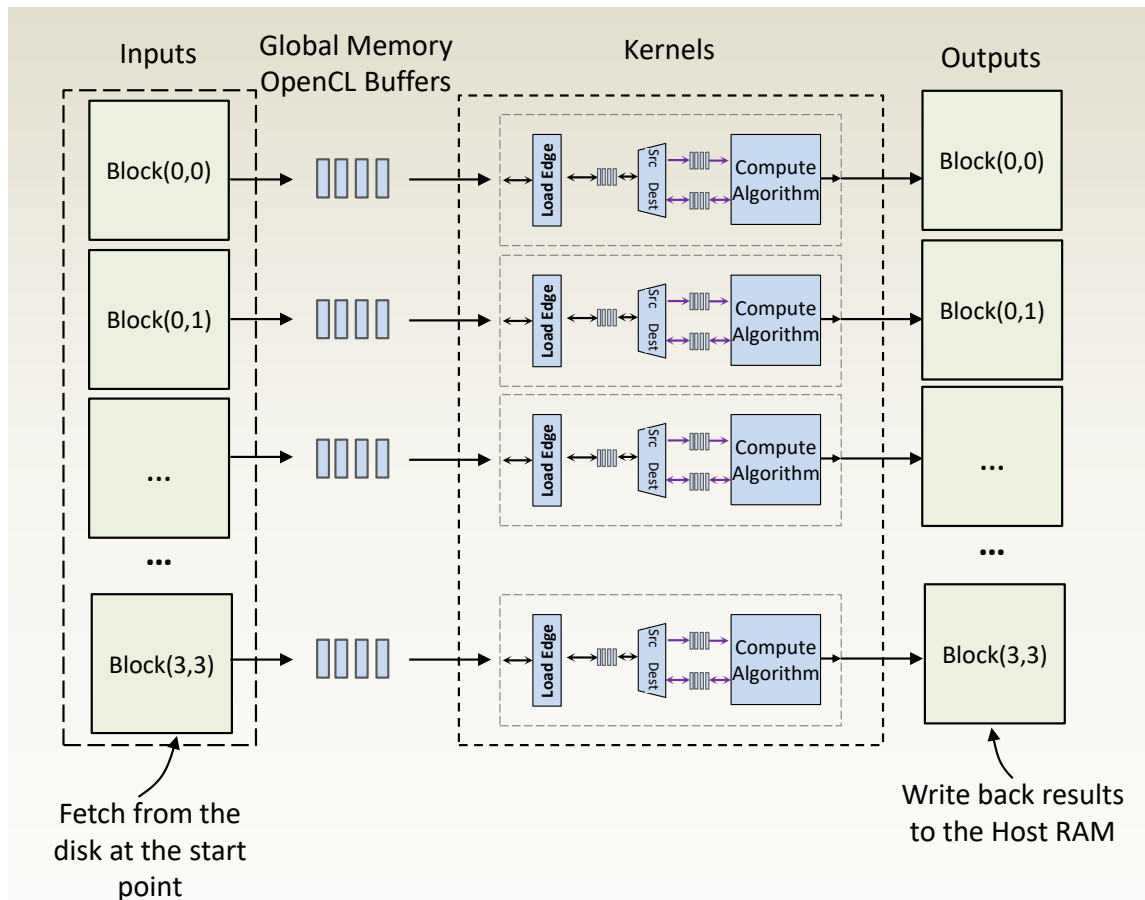 Inputs
Global Memory
OpenCL Buffers
Kernels
Outputs
Block(0,0)
Load Edge
Src
Dest
Compute
Algorithm
Block(0,0)
Block(0,1)
Load Edge
Src
Dest
Compute
Algorithm
Block(0,1)
...
Load Edge
Src
Dest
Compute
Algorithm
...
...
...
Block(3,3)
Load Edge
Src
Dest
Compute
Algorithm
Block(3,3)
Fetch from the
disk at the start
point
Write back results
to the Host RAM